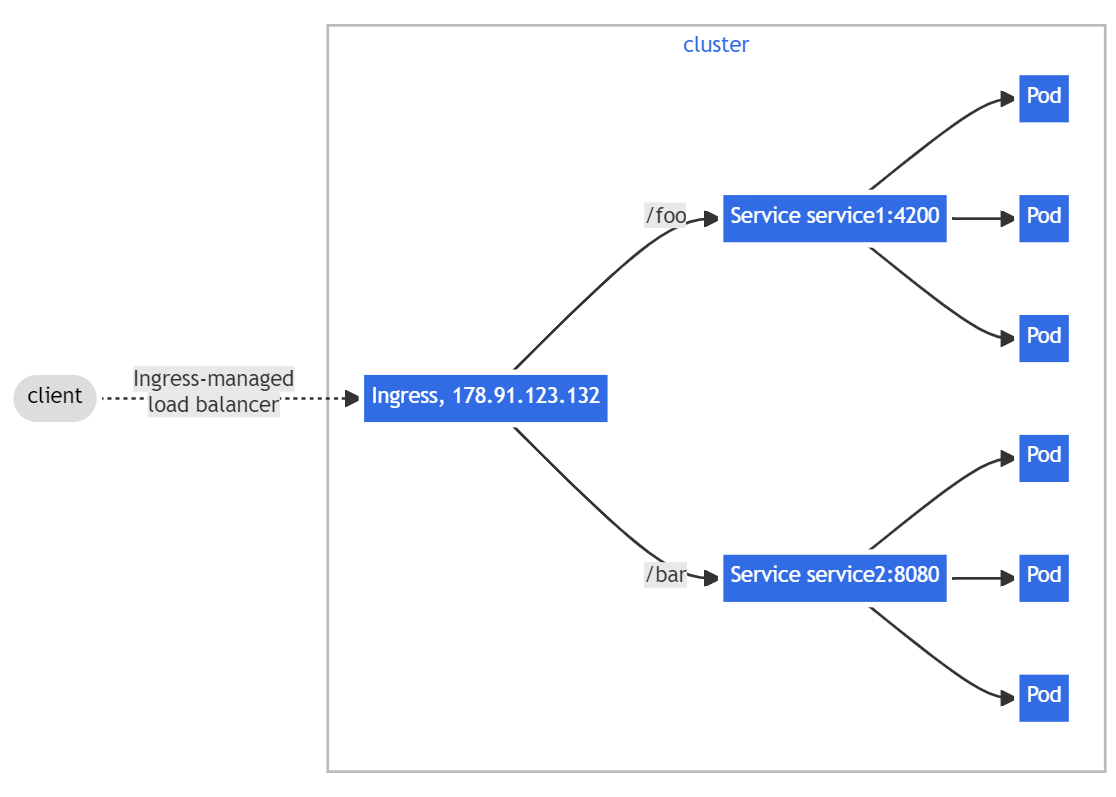 cluster
Pod
/foo
Service service1:4200
Pod
Pod
client
Ingress-managed
load balancer
Ingress, 178.91.123.132
Pod
/bar
Service service2:8080
Pod
Pod